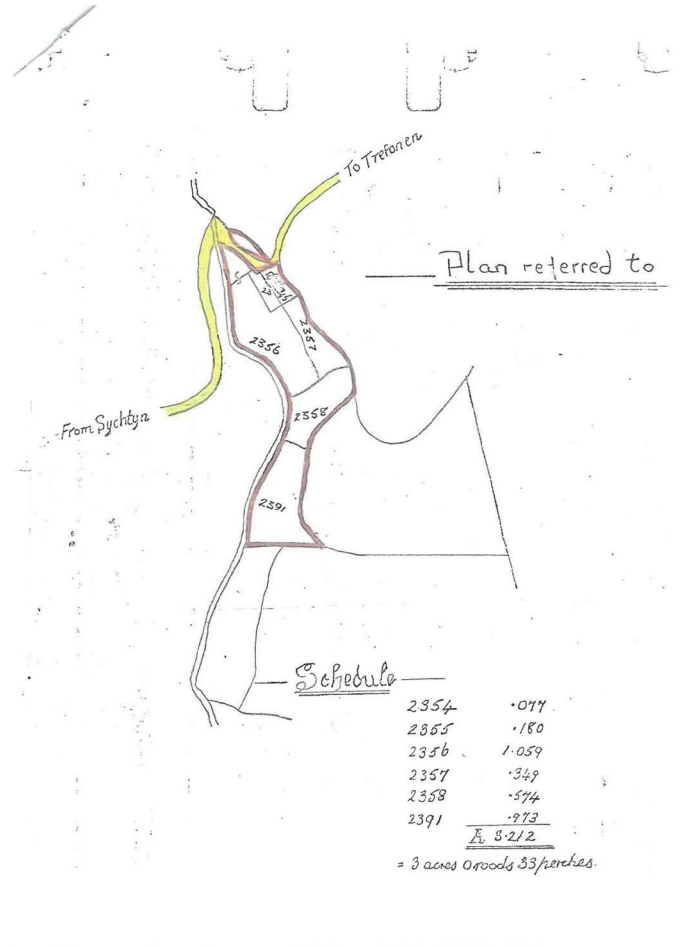 To Trefonen
Plan referred to
2356
2357
2358
From Sychtyn
2391
Schedule
2354 .077
2355 .180
2356 1.059
2357 .349
2358 .574
2391 .973
A 3.212
= 3 acres 0 roods 33 perches.